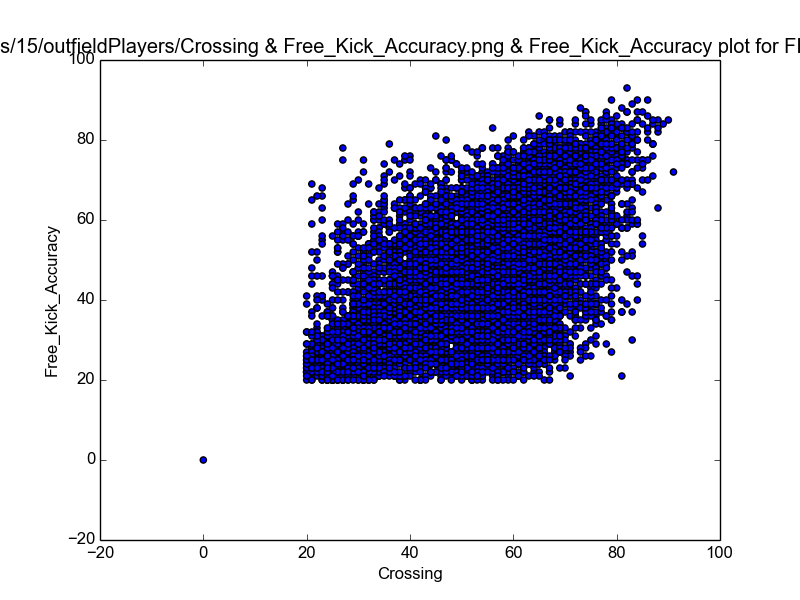 s/15/outfieldPlayers/Crossing & Free_Kick_Accuracy.png & Free_Kick_Accuracy plot for FI
100
80
60
40
20
0
−20
Free_Kick_Accuracy
−20 0 20 40 60 80 100
Crossing